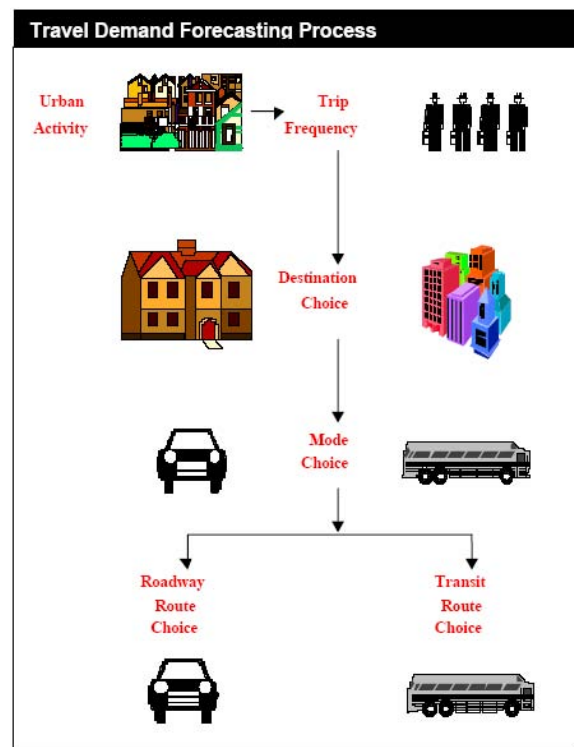 Travel Demand Forecasting Process
Urban
Activity
Trip
Frequency
Destination
Choice
Mode
Choice
Roadway
Route
Choice
Transit
Route
Choice